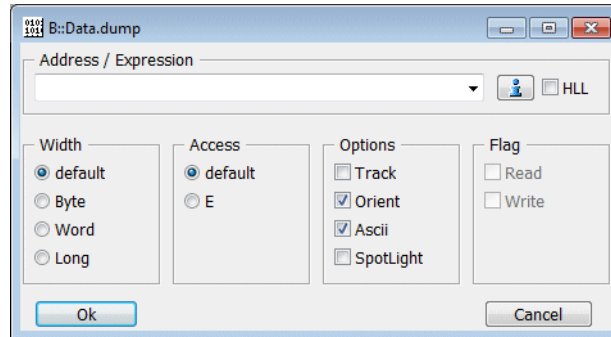 B::Data.dump
Address / Expression
HLL
Width
default
Byte
Word
Long
Access
default
E
Options
Track
Orient
Ascii
SpotLight
Flag
Read
Write
Ok
Cancel